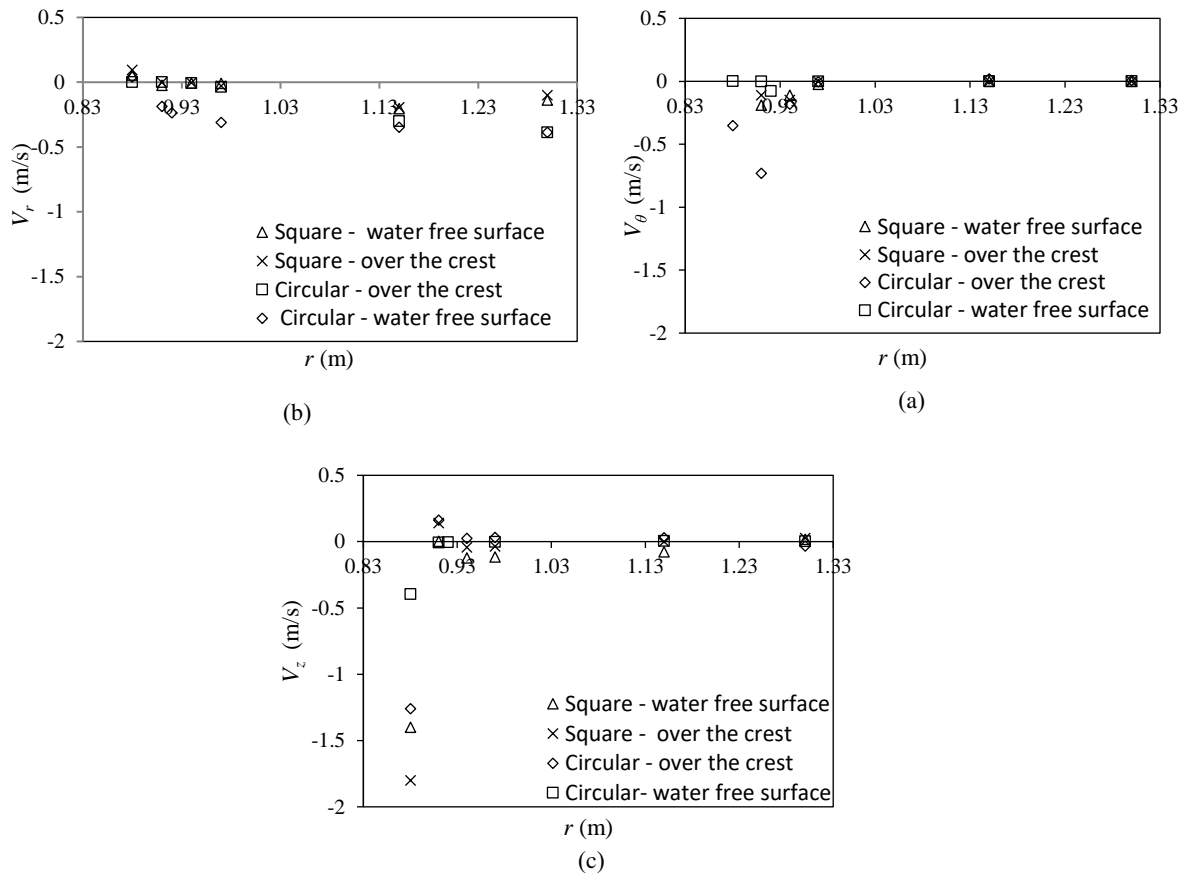 0.5
0
-0.5
-1
-1.5
-2
0.83 0.93 1.03 1.13 1.23 1.33
V_r (m/s)
Square - water free surface
Square - over the crest
Circular - over the crest
Circular - water free surface
r (m)
(b)
0.5
0
-0.5
-1
-1.5
-2
0.83 0.93 1.03 1.13 1.23 1.33
V_θ (m/s)
Square - water free surface
Square - over the crest
Circular - over the crest
Circular - water free surface
r (m)
(a)
0.5
0
-0.5
-1
-1.5
-2
0.83 0.93 1.03 1.13 1.23 1.33
V_z (m/s)
Square - water free surface
Square - over the crest
Circular - over the crest
Circular- water free surface
r (m)
(c)